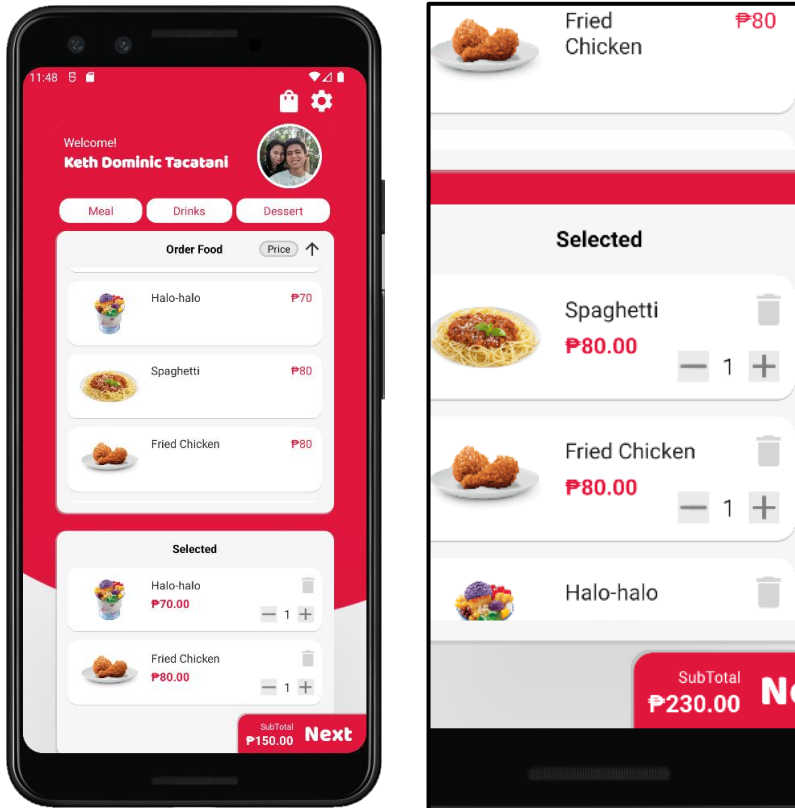 11:48
Welcome!
Keth Dominic Tacatani
Meal Drinks Dessert
Order Food Price
Halo-halo ₱70
Spaghetti ₱80
Fried Chicken ₱80
Selected
Halo-halo
₱70.00
1
Fried Chicken
₱80.00
1
SubTotal
₱150.00 Next
Fried ₱80
Chicken
Selected
Spaghetti
₱80.00
1
Fried Chicken
₱80.00
1
Halo-halo
SubTotal
₱230.00 Ne